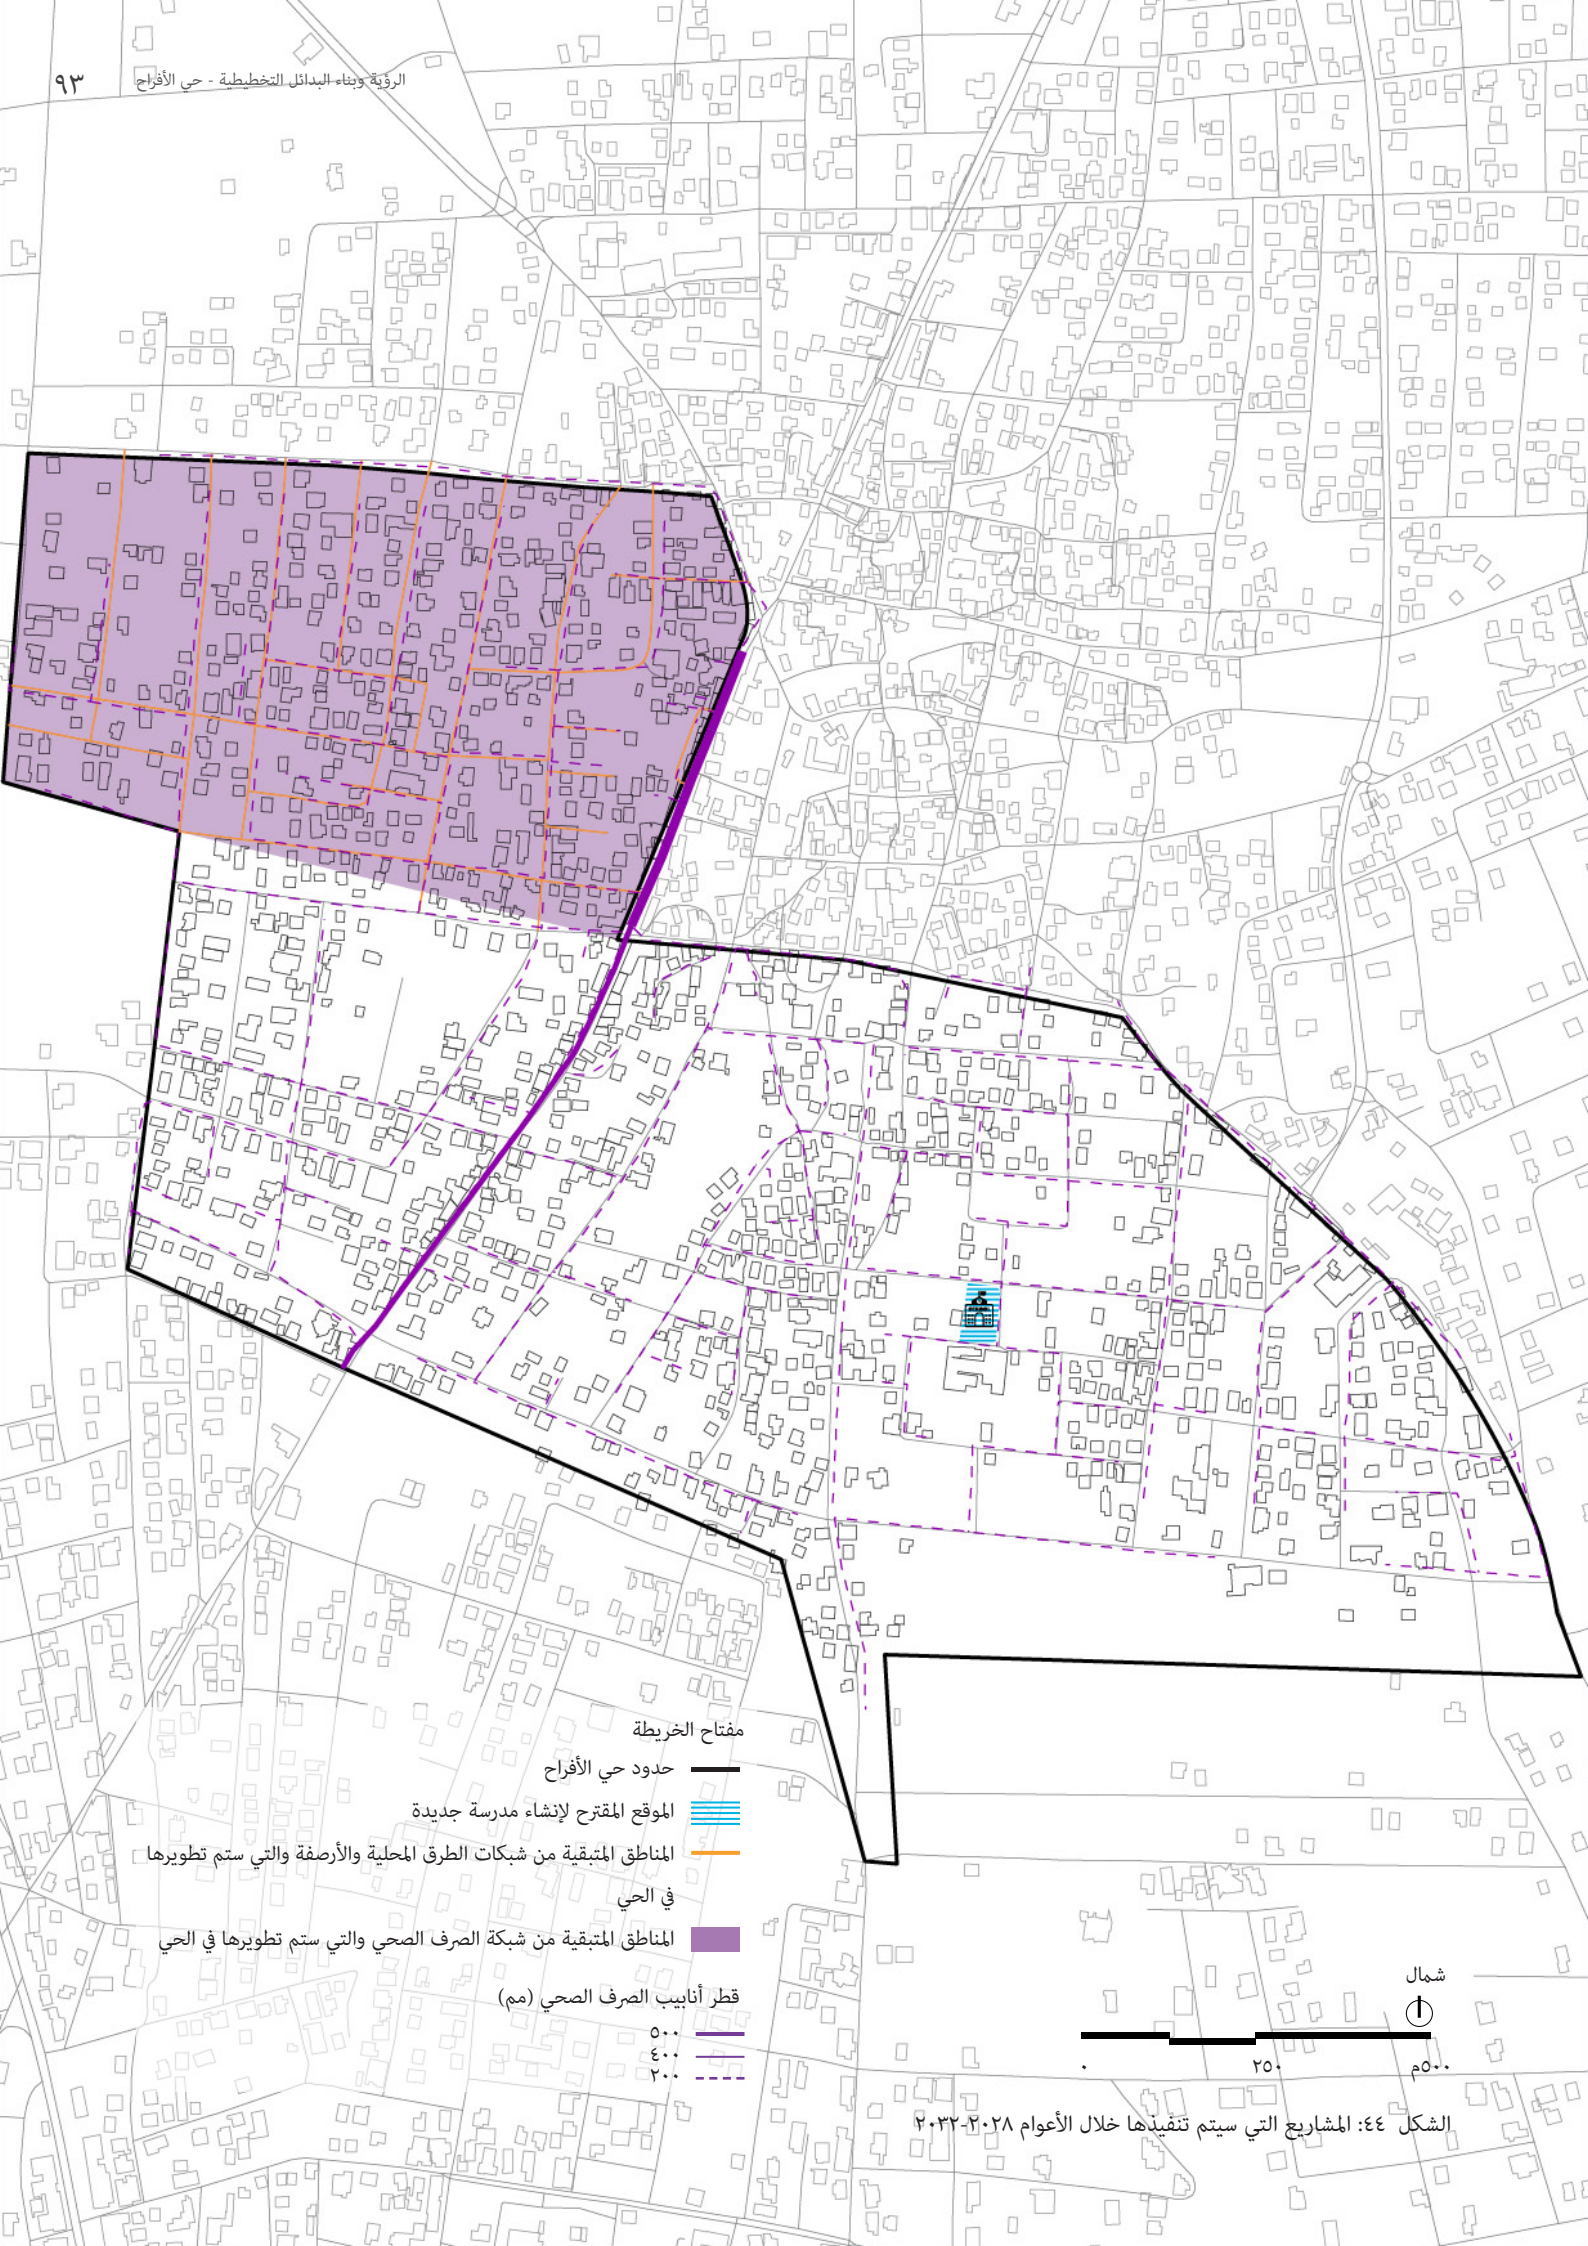 الرؤية وبناء البدائل التخطيطية - حي الأفراح ٩٣
مفتاح الخريطة
حدود حي الأفراح
الموقع المقترح لإنشاء مدرسة جديدة
المناطق المتبقية من شبكات الطرق المحلية والأرصفة والتي ستم تطويرها
في الحي
المناطق المتبقية من شبكة الصرف الصحي والتي ستم تطويرها في الحي
قطر أنابيب الصرف الصحي (مم)
٥٠٠
٤٠٠
٢٠٠
شمال
٠ ٢٥٠ ٥٠٠م
الشكل ٤٤: المشاريع التي سيتم تنفيذها خلال الأعوام ٢٠٢٨-٢٠٣٢